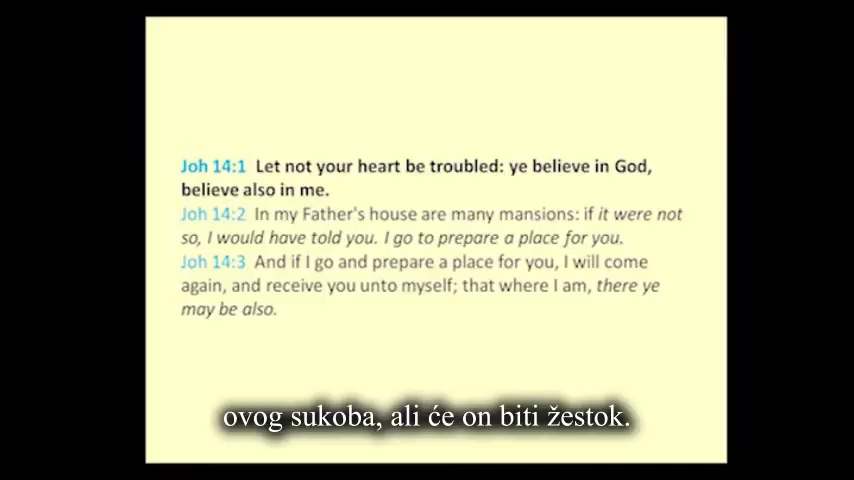 Joh 14:1 Let not your heart be troubled: ye believe in God,
believe also in me.
Joh 14:2 In my Father's house are many mansions: if it were not
so, I would have told you. I go to prepare a place for you.
Joh 14:3 And if I go and prepare a place for you, I will come
again, and receive you unto myself; that where I am, there ye
may be also.
ovog sukoba, ali će on biti žestok.